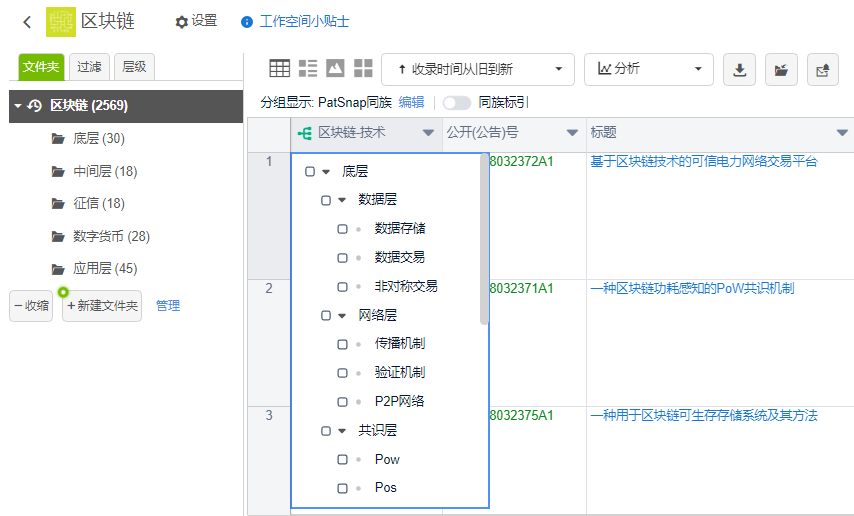 区块链 设置 工作空间小贴士
文件夹 过滤 层级
收录时间从旧到新 分析
分组显示: PatSnap同族 编辑 同族标引
区块链 (2569)
底层 (30)
中间层 (18)
征信 (18)
数字货币 (28)
应用层 (45)
收缩 新建文件夹 管理
区块链-技术 公开(公告)号 标题
1 8032372A1 基于区块链技术的可信电力网络交易平台
底层
数据层
数据存储
数据交易
非对称交易
2 8032371A1 一种区块链功耗感知的PoW共识机制
网络层
传播机制
验证机制
P2P网络
3 8032375A1 一种用于区块链可生存存储系统及其方法
共识层
Pow
Pos